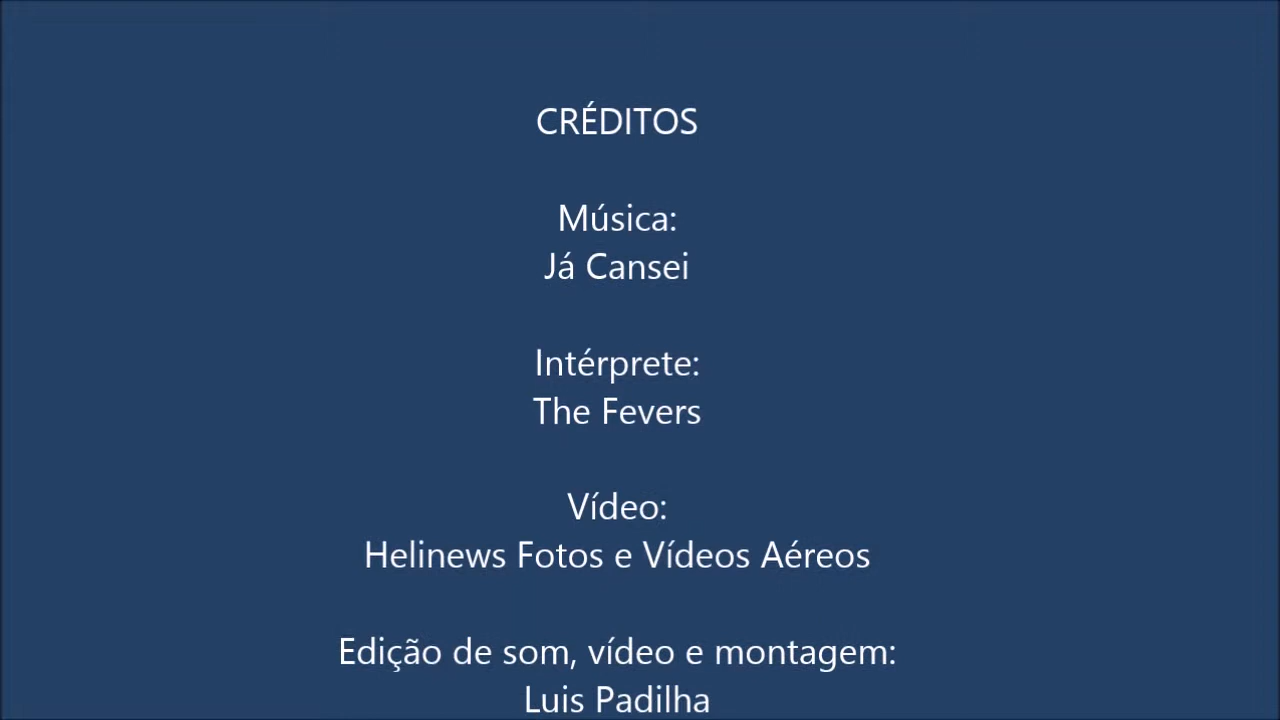 CRÉDITOS
Música:
Já Cansei
Intérprete:
The Fevers
Vídeo:
Helinews Fotos e Vídeos Aéreos
Edição de som, vídeo e montagem:
Luis Padilha